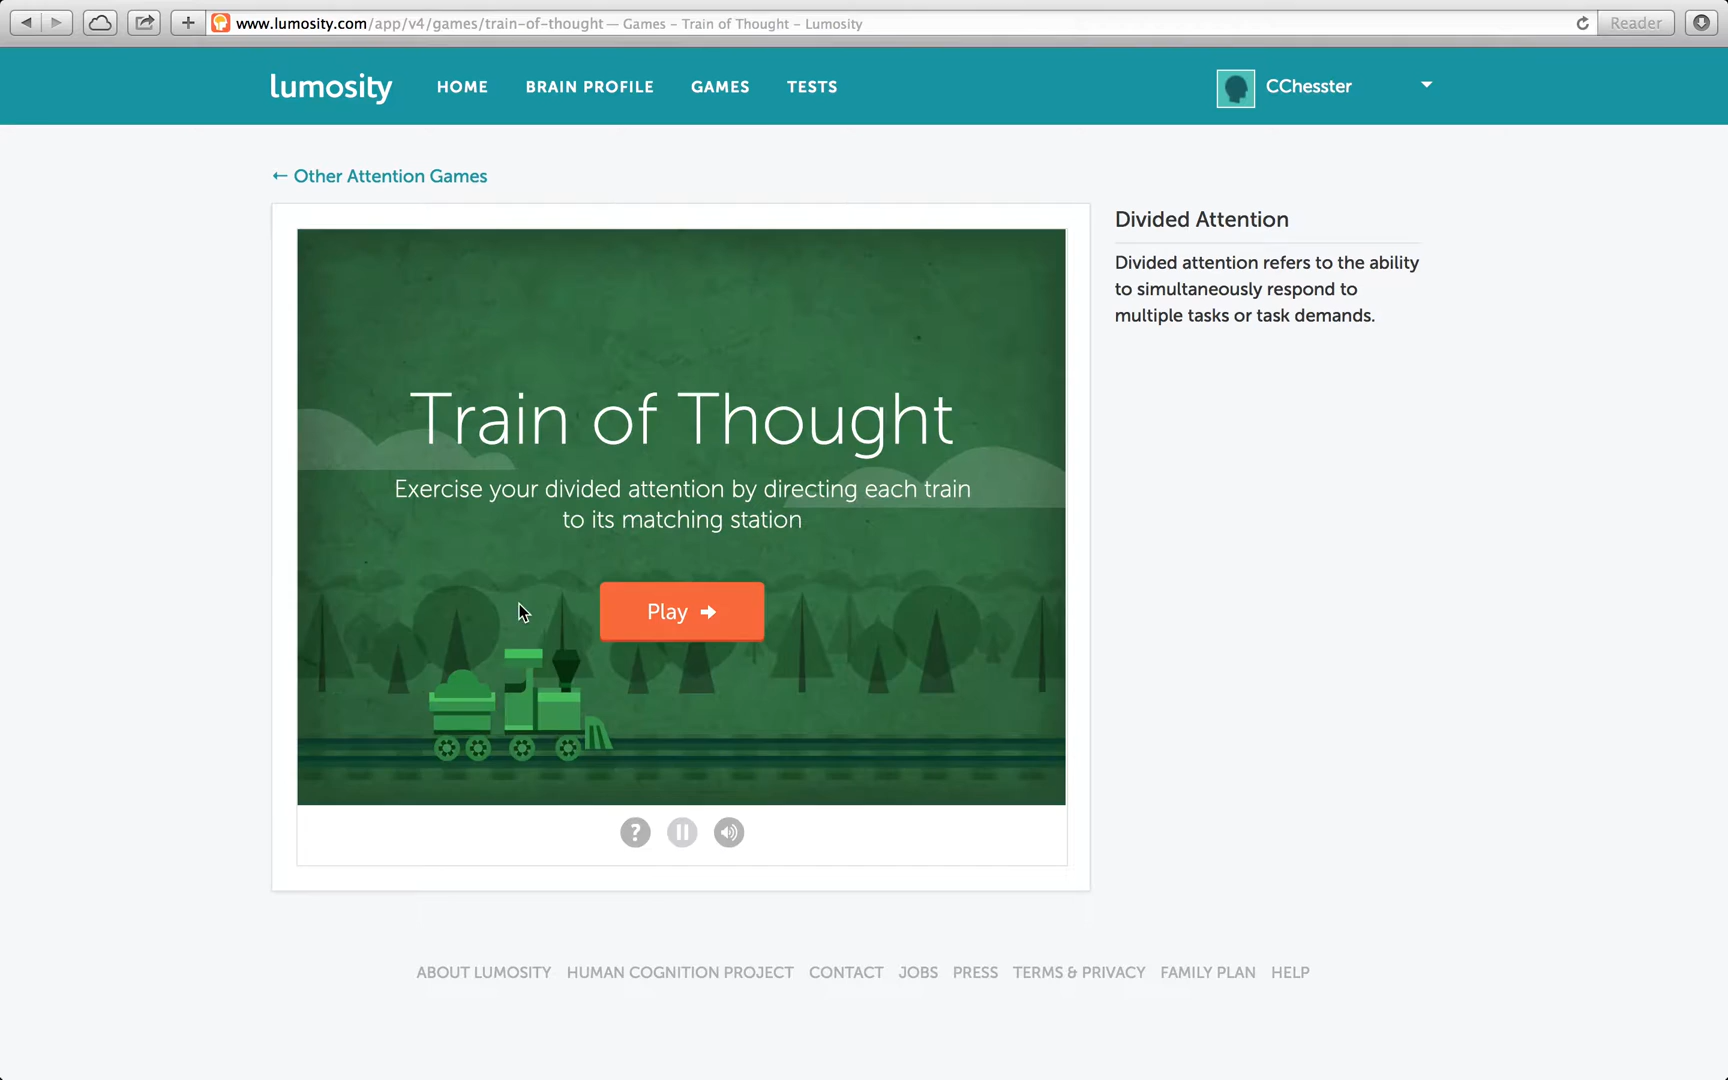 www.lumosity.com/app/v4/games/train-of-thought — Games – Train of Thought – Lumosity
Reader
lumosity
HOME
BRAIN PROFILE
GAMES
TESTS
CChesster
← Other Attention Games
Divided Attention
Divided attention refers to the ability
to simultaneously respond to
multiple tasks or task demands.
Train of Thought
Exercise your divided attention by directing each train
to its matching station
Play
?
ABOUT LUMOSITY
HUMAN COGNITION PROJECT
CONTACT
JOBS
PRESS
TERMS & PRIVACY
FAMILY PLAN
HELP